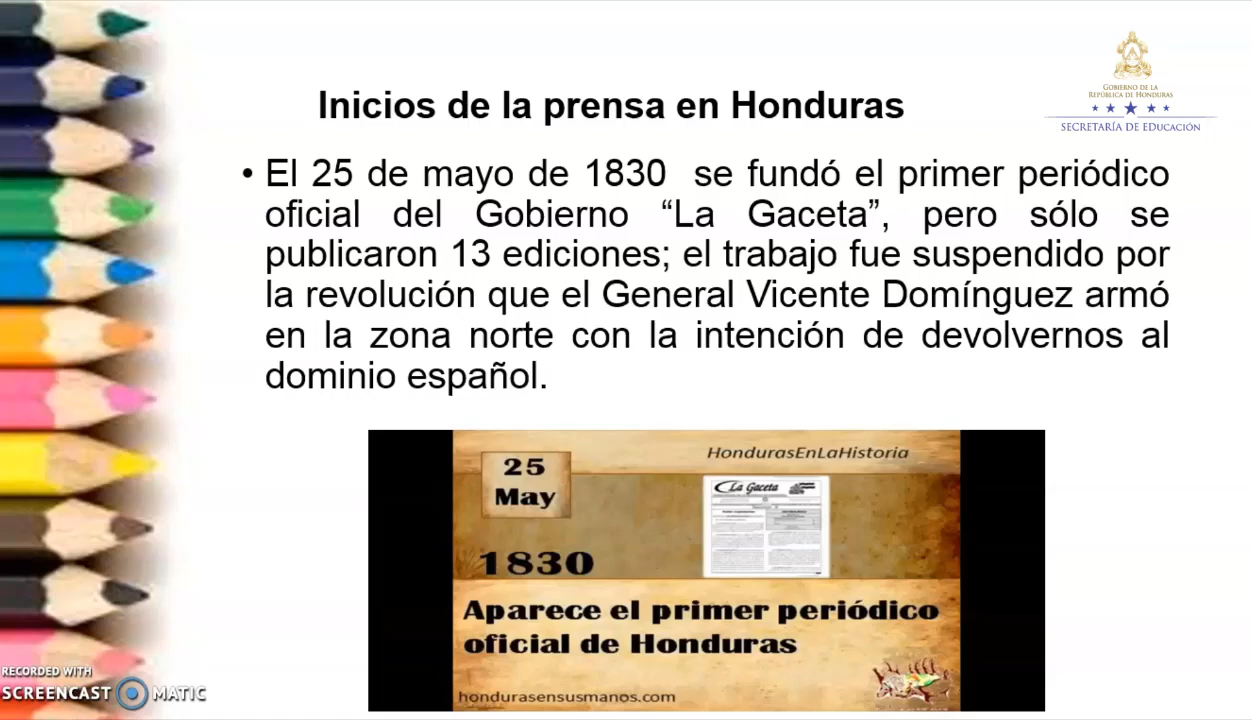 GOBIERNO DE LA
REPÚBLICA DE HONDURAS
SECRETARÍA DE EDUCACIÓN
Inicios de la prensa en Honduras
• El 25 de mayo de 1830 se fundó el primer periódico
oficial del Gobierno “La Gaceta”, pero sólo se
publicaron 13 ediciones; el trabajo fue suspendido por
la revolución que el General Vicente Domínguez armó
en la zona norte con la intención de devolvernos al
dominio español.
HondurasEnLaHistoria
25
May
La Gaceta
1830
Aparece el primer periódico
oficial de Honduras
hondurasensusmanos.com
RECORDED WITH
SCREENCAST MATIC